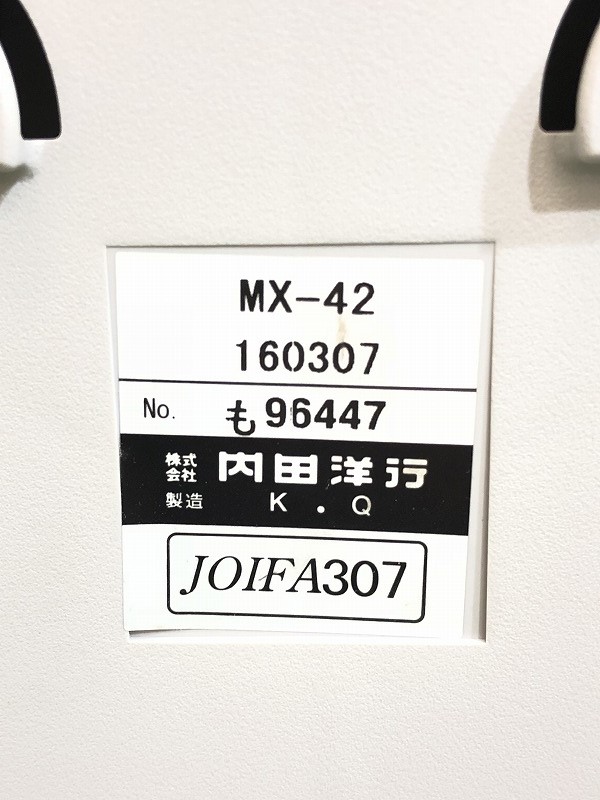 MX-42
160307
No. も96447
株式会社 内田洋行
製造 K.Q
JOIFA307